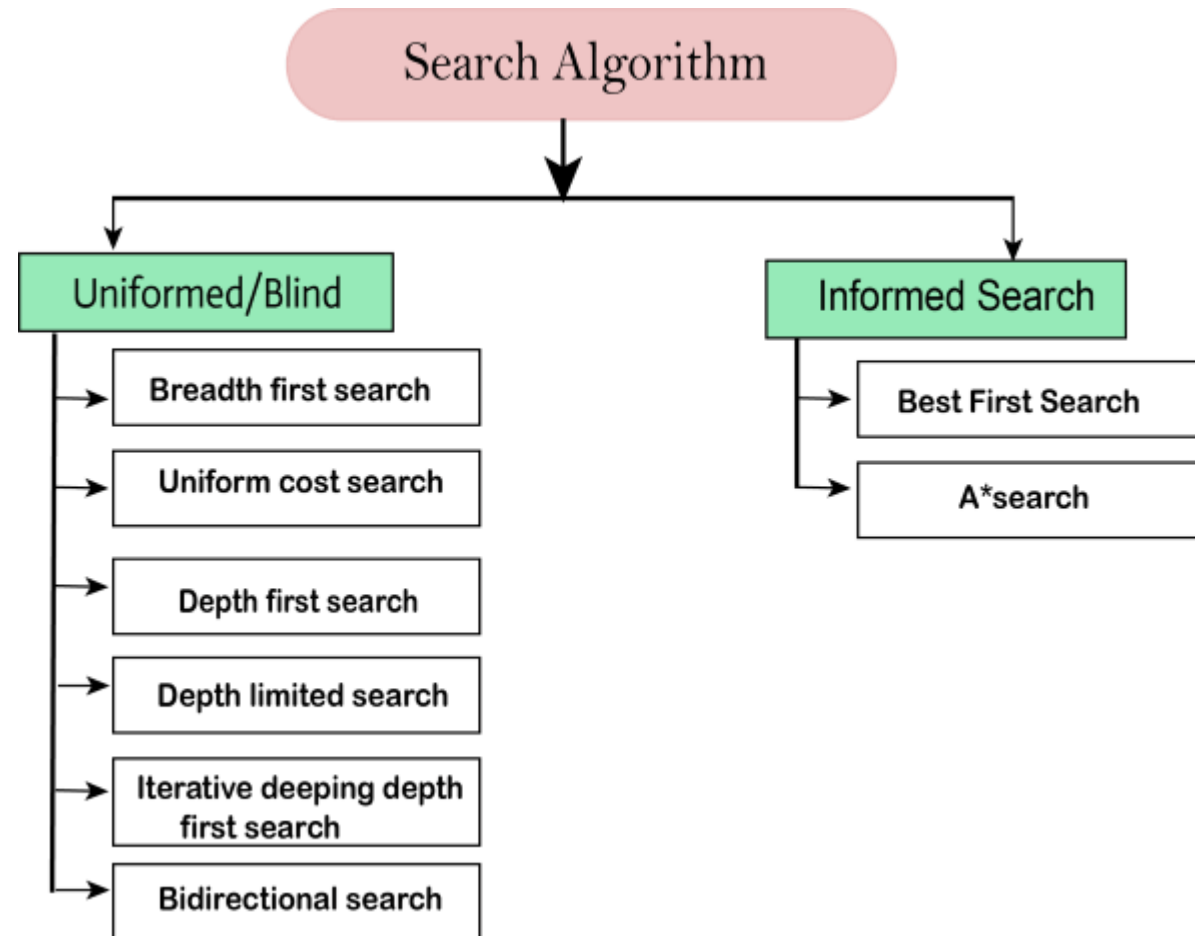 Search Algorithm
Uniformed/Blind
Breadth first search
Uniform cost search
Depth first search
Depth limited search
Iterative deeping depth
first search
Bidirectional search
Informed Search
Best First Search
A*search